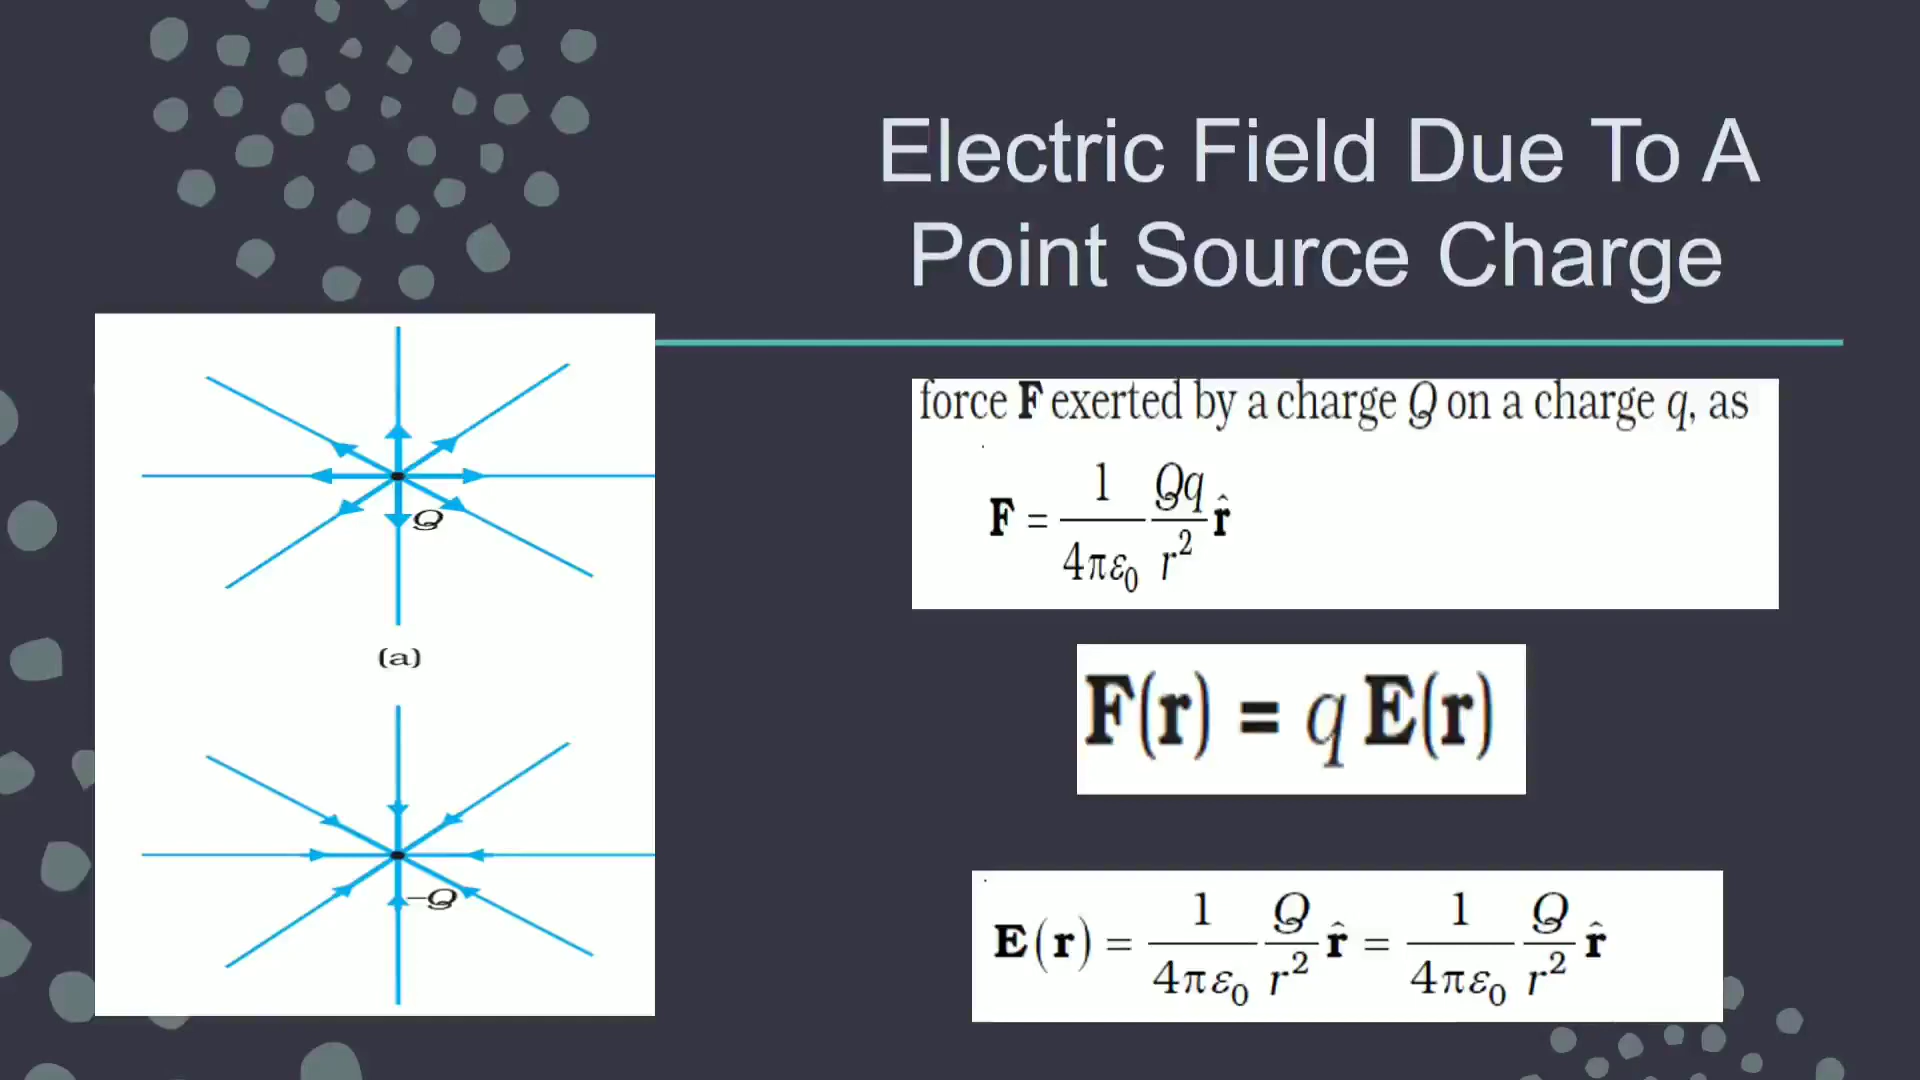 Electric Field Due To A
Point Source Charge
force F exerted by a charge Q on a charge q, as
F = 1/4πε₀ Qq/r² r̂
F(r) = q E(r)
E(r) = 1/4πε₀ Q/r² r̂ = 1/4πε₀ Q/r² r̂
Q
(a)
–Q